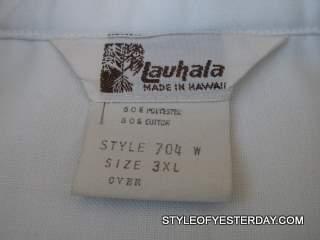 Lauhala
MADE IN HAWAII
50% POLYESTER
50% COTTON
STYLE 704 W
SIZE 3XL
OVER
STYLEOFYESTERDAY.COM